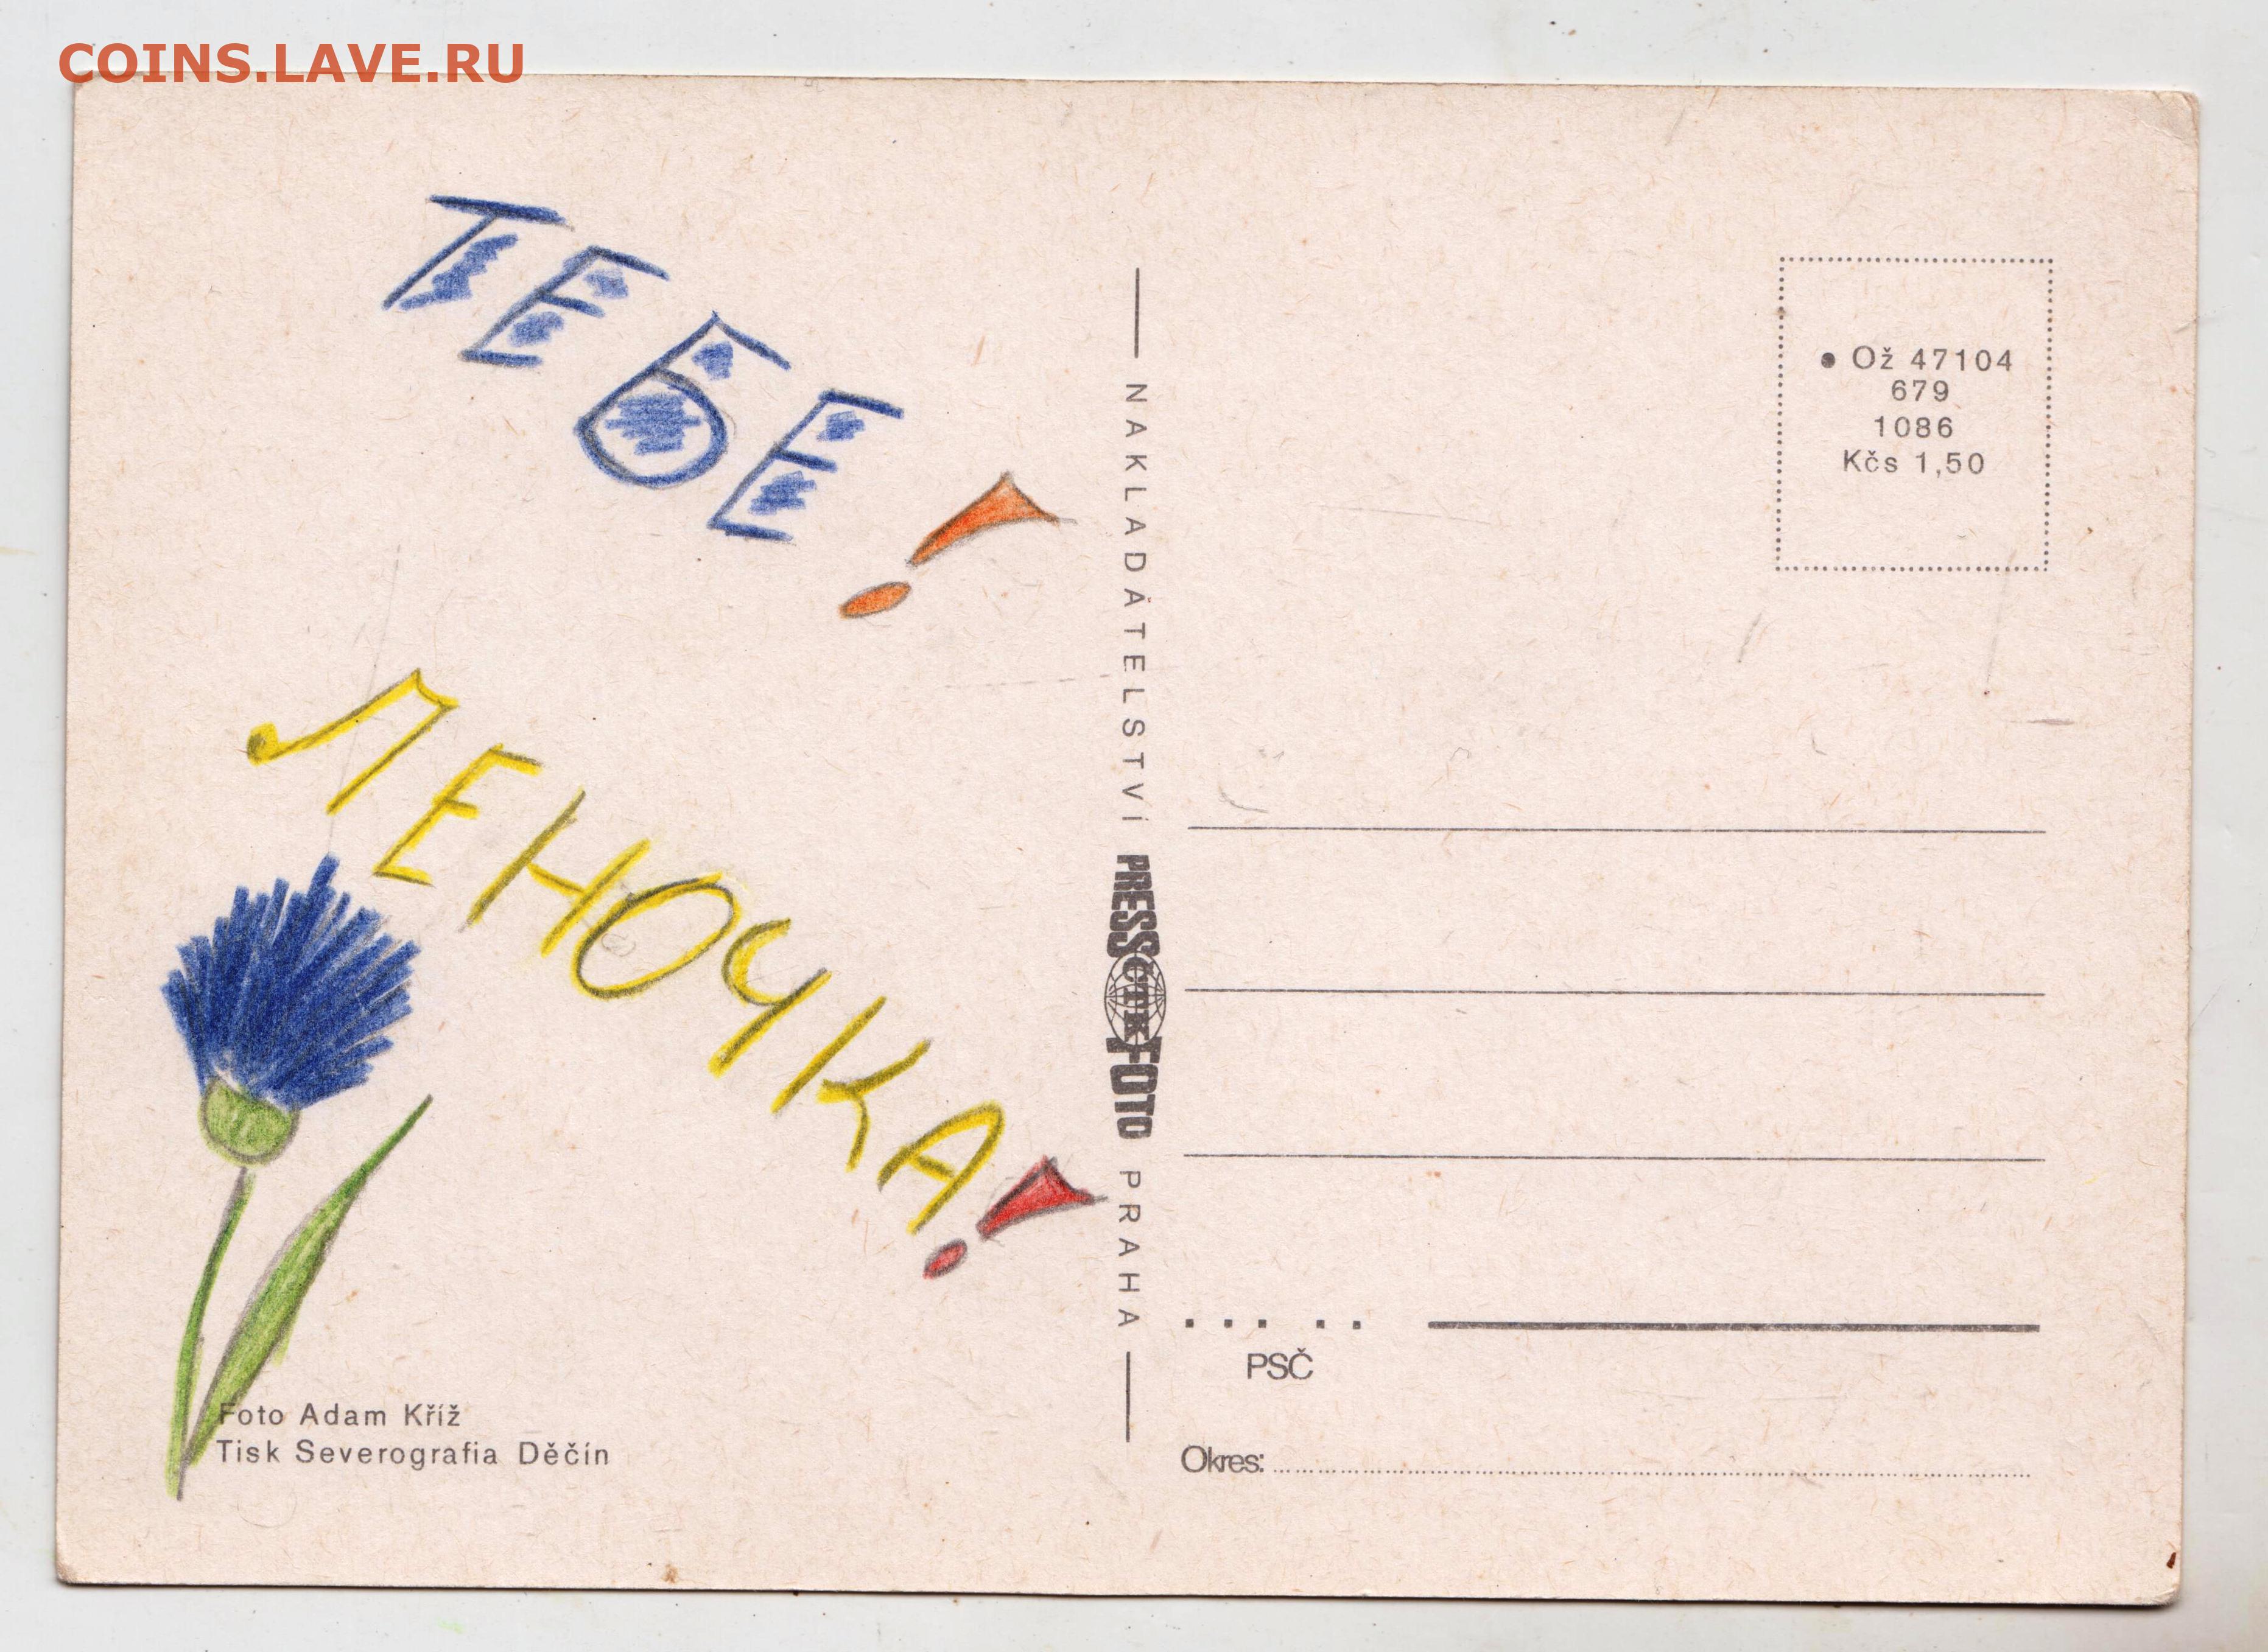 COINS.LAVE.RU
ТЕБЕ!
ЛЕНОЧКА!
Foto Adam Kříž
Tisk Severografia Děčín
NAKLADATELSTVÍ PRESSČTKFOTO PRAHA
● Ož 47104
679
1086
Kčs 1,50
PSČ
Okres: